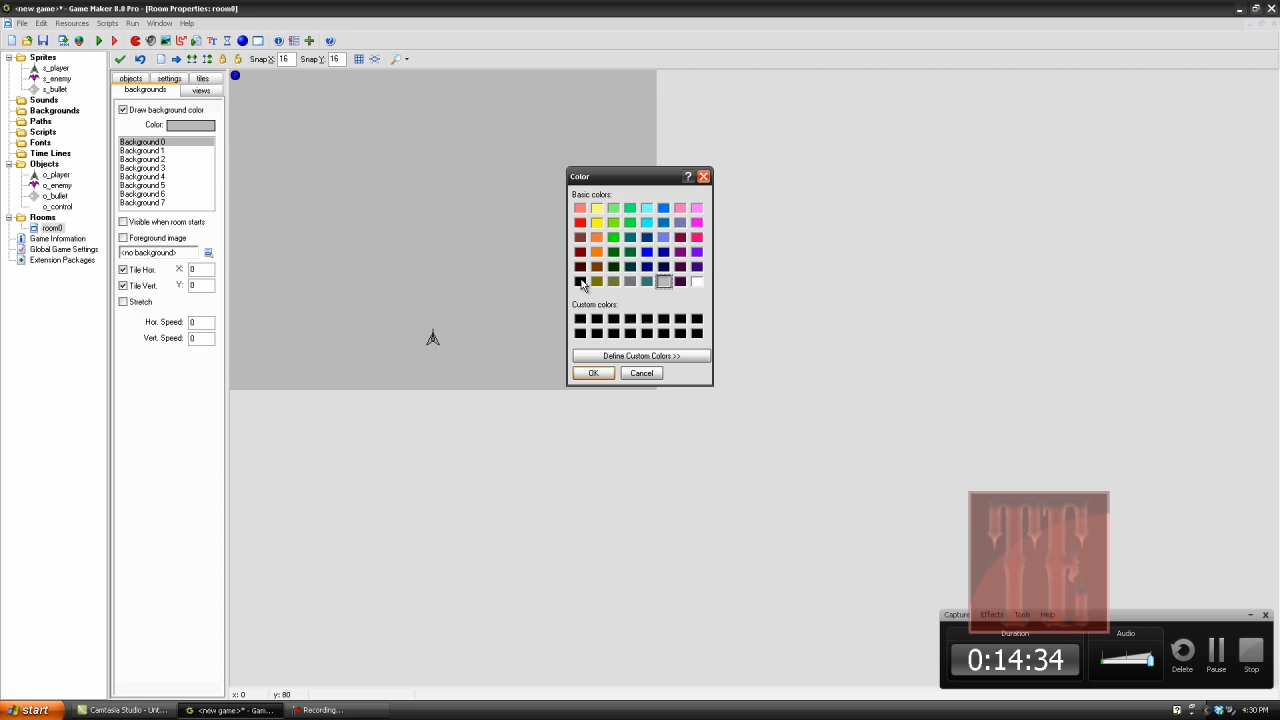 <new game>* - Game Maker 8.0 Pro - [Room Properties: room0]
File Edit Resources Scripts Run Window Help
Snap X: 16 Snap Y: 16
Sprites
s_player
s_enemy
s_bullet
Sounds
Backgrounds
Paths
Scripts
Fonts
Time Lines
Objects
o_player
o_enemy
o_bullet
o_control
Rooms
room0
Game Information
Global Game Settings
Extension Packages
objects settings tiles
backgrounds views
Draw background color
Color:
Background 0
Background 1
Background 2
Background 3
Background 4
Background 5
Background 6
Background 7
Visible when room starts
Foreground image
<no background>
Tile Hor. X: 0
Tile Vert. Y: 0
Stretch
Hor. Speed: 0
Vert. Speed: 0
Color
Basic colors:
Custom colors:
Define Custom Colors >>
OK Cancel
Capture Effects Tools Help
Duration Audio
0:14:34
Delete Pause Stop
x: 0 y: 80
start Camtasia Studio - Unt... <new game>* - Gam... Recording... 4:30 PM